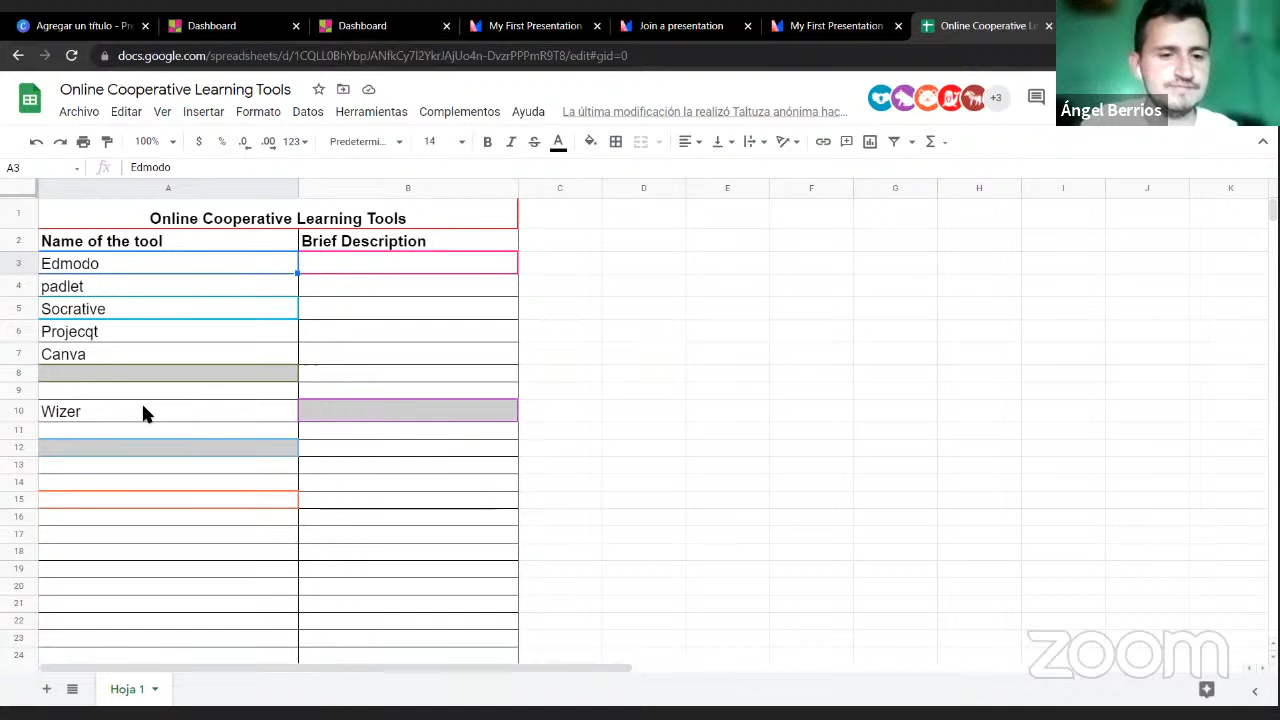 Agregar un título - Pre
Dashboard
Dashboard
My First Presentation
Join a presentation
My First Presentation
Online Cooperative Le
docs.google.com/spreadsheets/d/1CQLL0BhYbpJANfkCy7l2YkrJAjUo4n-DvzrPPPmR9T8/edit#gid=0
Ángel Berrios
Online Cooperative Learning Tools
+3
Archivo Editar Ver Insertar Formato Datos Herramientas Complementos Ayuda La última modificación la realizó Taltuza anónima hac...
100% $ % .0 .00 123 Predetermi... 14 B I S A Σ
A3 fx Edmodo
A B C D E F G H I J K
1 Online Cooperative Learning Tools
2 Name of the tool Brief Description
3 Edmodo
4 padlet
5 Socrative
6 Projecqt
7 Canva
8
9
10 Wizer
11
12
13
14
15
16
17
18
19
20
21
22
23
24
zoom
Hoja 1